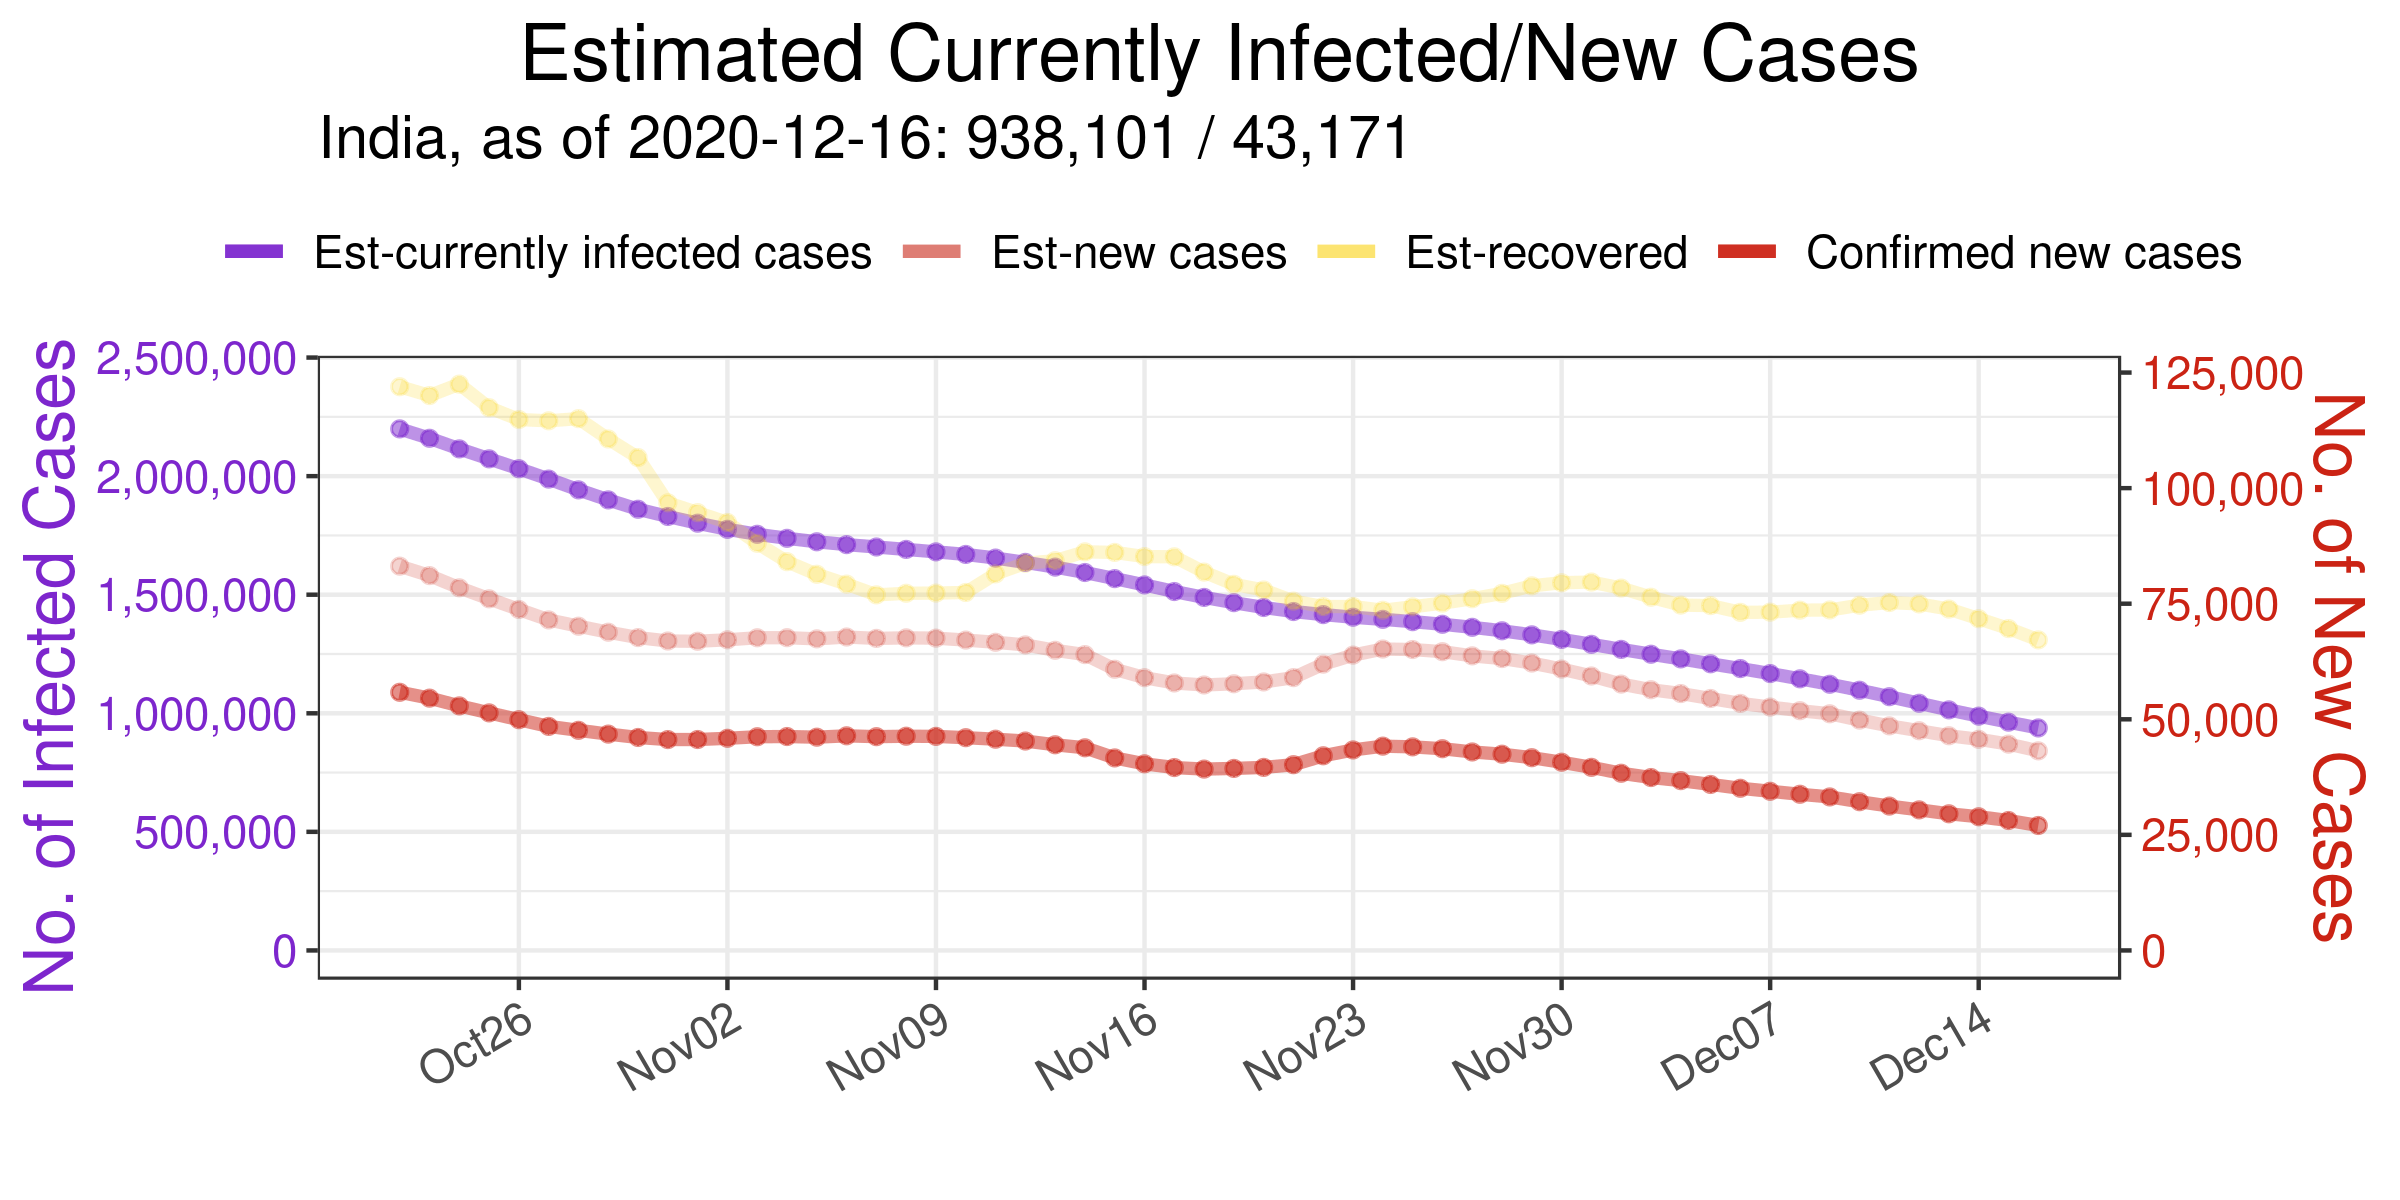 Estimated Currently Infected/New Cases
India, as of 2020-12-16: 938,101 / 43,171
Est-currently infected cases Est-new cases Est-recovered Confirmed new cases
No. of Infected Cases
2,500,000
2,000,000
1,500,000
1,000,000
500,000
0
125,000
100,000
75,000
50,000
25,000
0
No. of New Cases
Oct26 Nov02 Nov09 Nov16 Nov23 Nov30 Dec07 Dec14